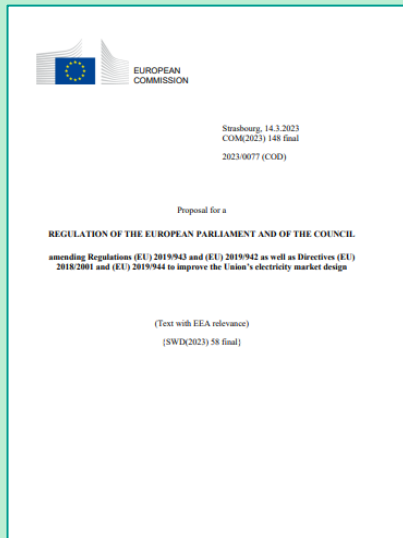 EUROPEAN
COMMISSION
Strasbourg, 14.3.2023
COM(2023) 148 final
2023/0077 (COD)
Proposal for a
REGULATION OF THE EUROPEAN PARLIAMENT AND OF THE COUNCIL
amending Regulations (EU) 2019/943 and (EU) 2019/942 as well as Directives (EU)
2018/2001 and (EU) 2019/944 to improve the Union’s electricity market design
(Text with EEA relevance)
{SWD(2023) 58 final}